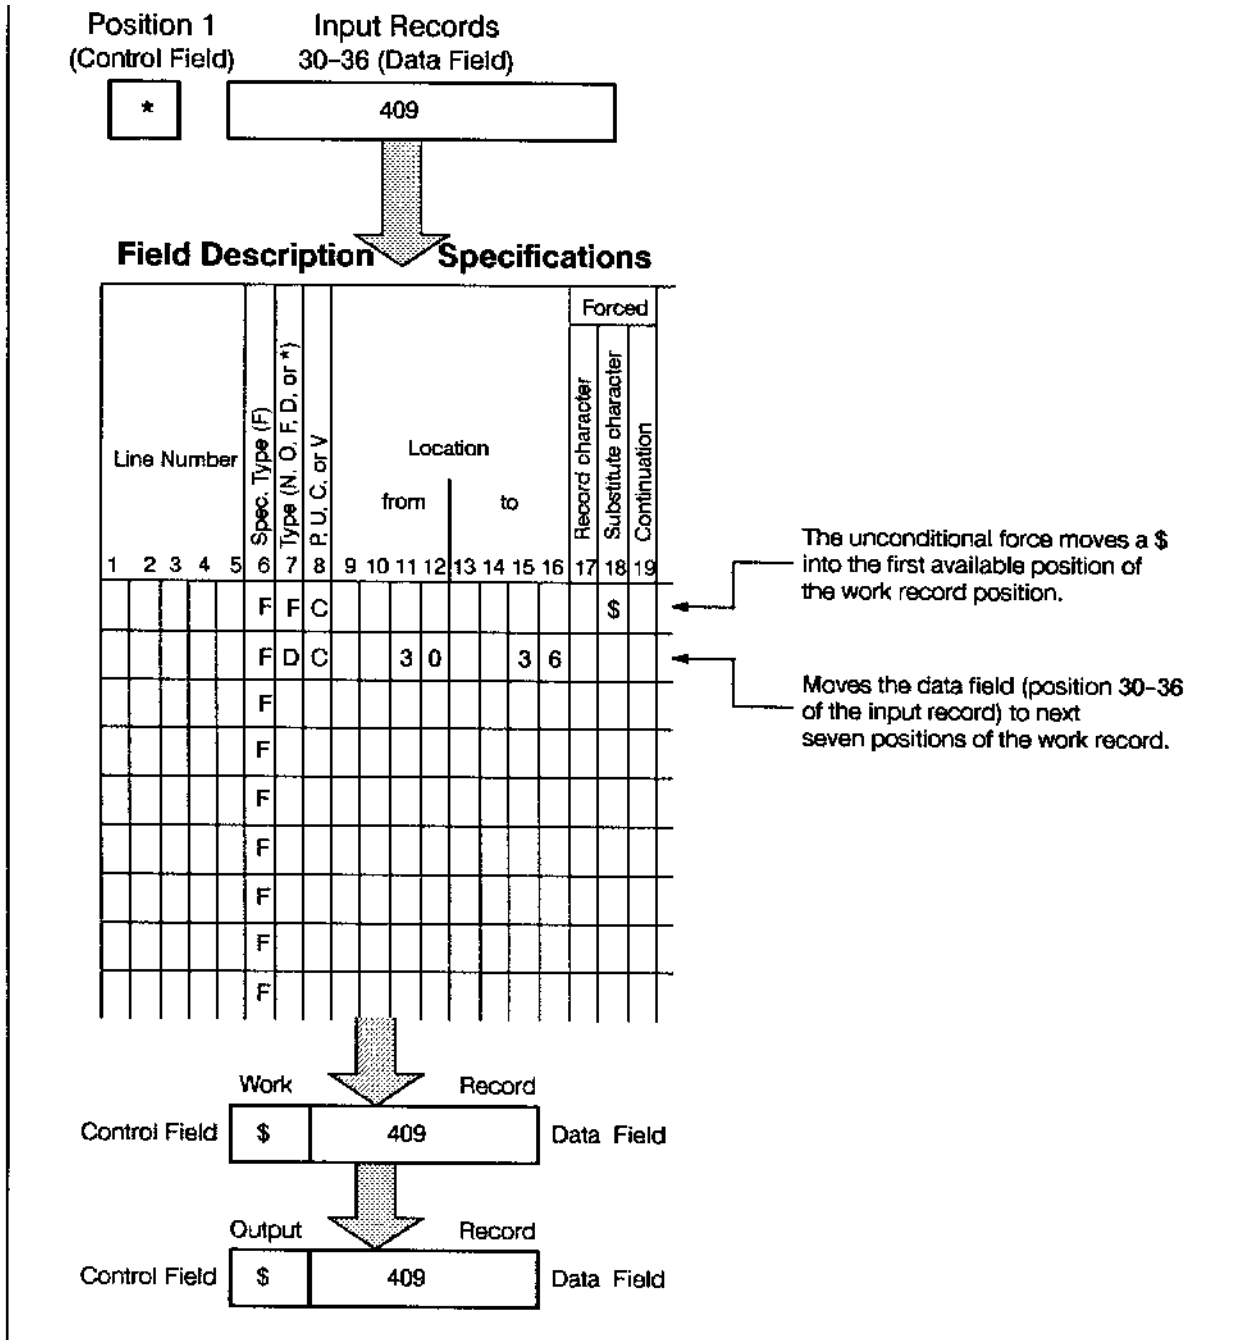 Position 1 Input Records
(Control Field) 30–36 (Data Field)
* 409
Field Description Specifications
Forced
Line Number
Spec. Type (F)
Type (N, O, F, D, or *)
P, U, C, or V
Location
from to
Record character
Substitute character
Continuation
1 2 3 4 5 6 7 8 9 10 11 12 13 14 15 16 17 18 19
F F C $
F D C 3 0 3 6
F
F
F
F
F
F
F
The unconditional force moves a $
into the first available position of
the work record position.
Moves the data field (position 30–36
of the input record) to next
seven positions of the work record.
Work Record
Control Field $ 409 Data Field
Output Record
Control Field $ 409 Data Field